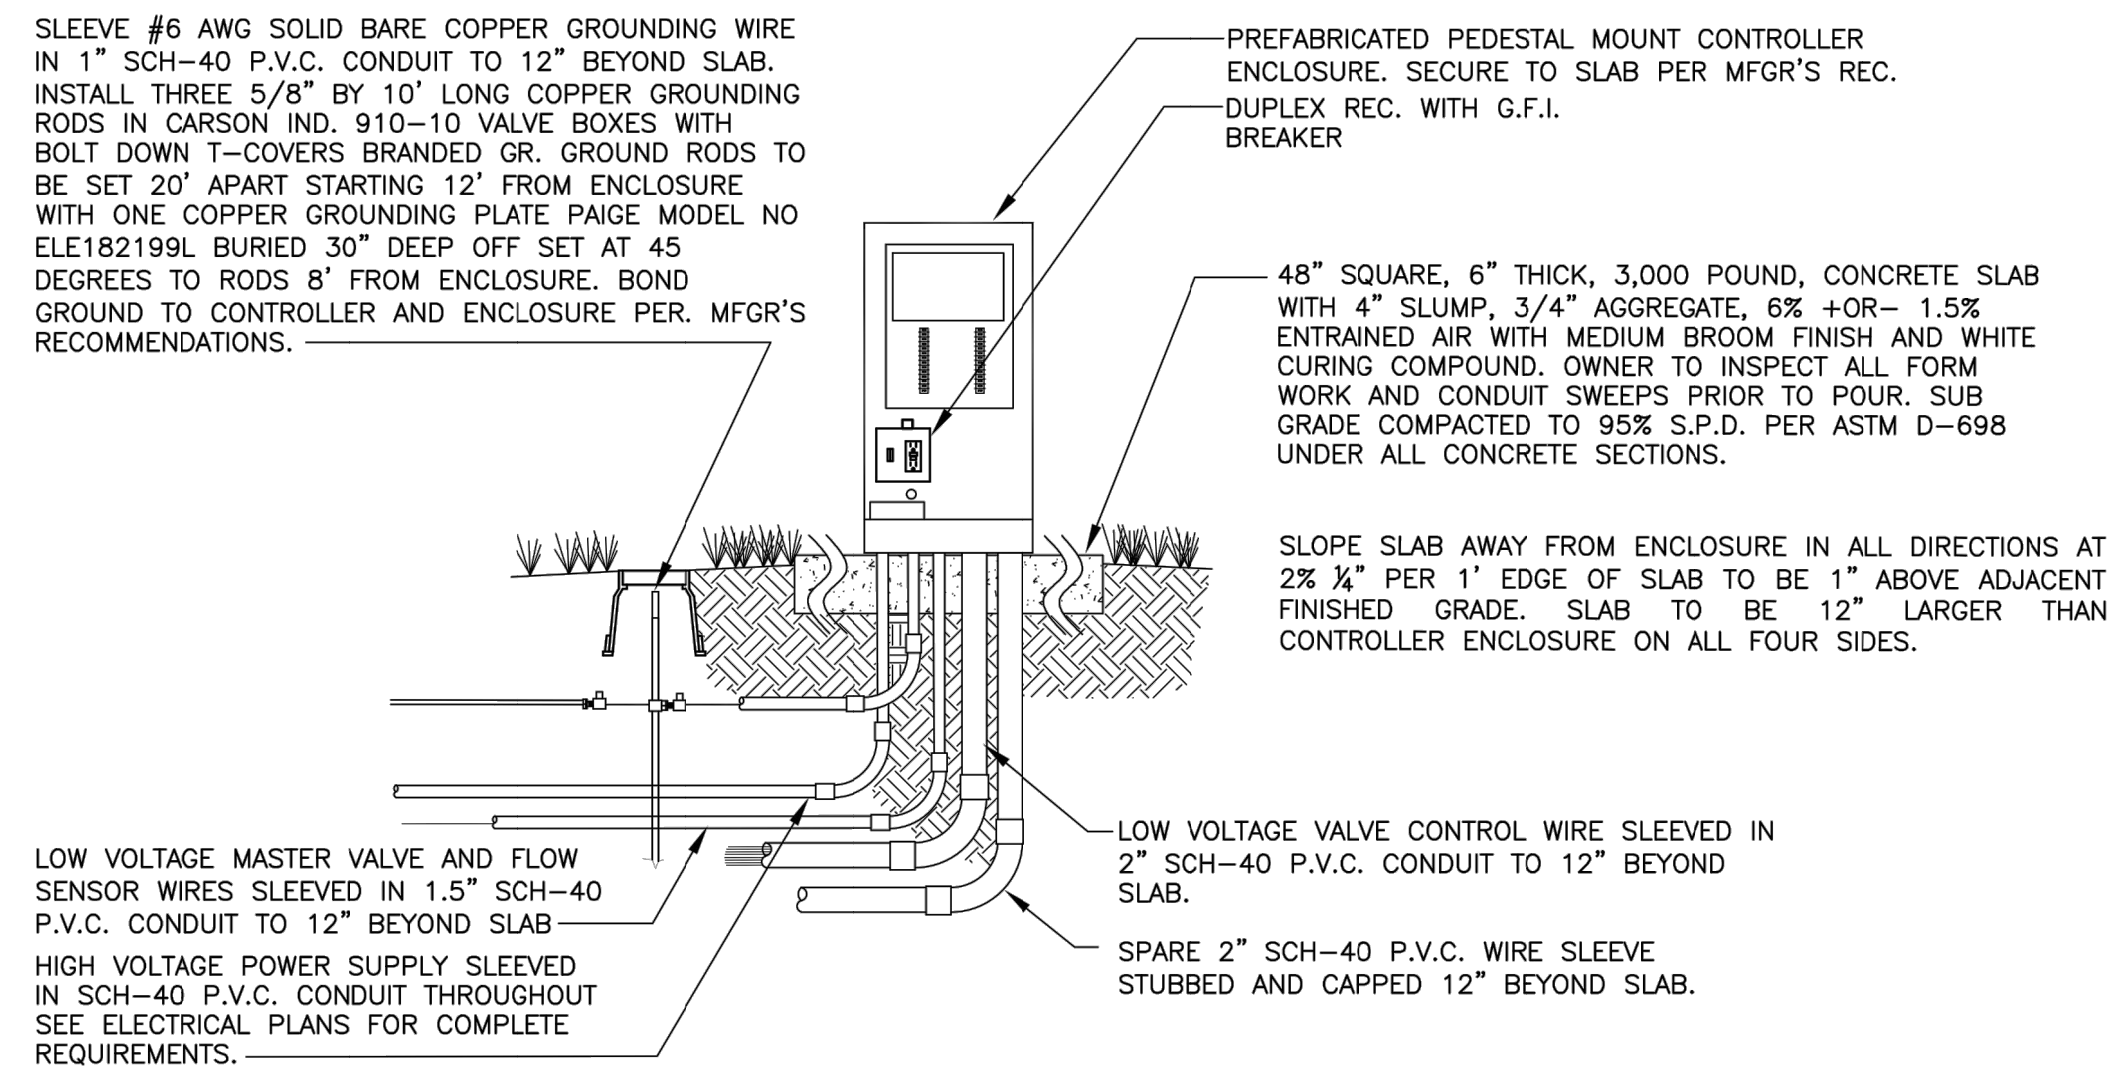 SLEEVE #6 AWG SOLID BARE COPPER GROUNDING WIRE
IN 1" SCH-40 P.V.C. CONDUIT TO 12" BEYOND SLAB.
INSTALL THREE 5/8" BY 10' LONG COPPER GROUNDING
RODS IN CARSON IND. 910-10 VALVE BOXES WITH
BOLT DOWN T-COVERS BRANDED GR. GROUND RODS TO
BE SET 20' APART STARTING 12' FROM ENCLOSURE
WITH ONE COPPER GROUNDING PLATE PAIGE MODEL NO
ELE182199L BURIED 30" DEEP OFF SET AT 45
DEGREES TO RODS 8' FROM ENCLOSURE. BOND
GROUND TO CONTROLLER AND ENCLOSURE PER. MFGR'S
RECOMMENDATIONS.
PREFABRICATED PEDESTAL MOUNT CONTROLLER
ENCLOSURE. SECURE TO SLAB PER MFGR'S REC.
DUPLEX REC. WITH G.F.I.
BREAKER
48" SQUARE, 6" THICK, 3,000 POUND, CONCRETE SLAB
WITH 4" SLUMP, 3/4" AGGREGATE, 6% +OR- 1.5%
ENTRAINED AIR WITH MEDIUM BROOM FINISH AND WHITE
CURING COMPOUND. OWNER TO INSPECT ALL FORM
WORK AND CONDUIT SWEEPS PRIOR TO POUR. SUB
GRADE COMPACTED TO 95% S.P.D. PER ASTM D-698
UNDER ALL CONCRETE SECTIONS.
SLOPE SLAB AWAY FROM ENCLOSURE IN ALL DIRECTIONS AT
2% ¼" PER 1' EDGE OF SLAB TO BE 1" ABOVE ADJACENT
FINISHED GRADE. SLAB TO BE 12" LARGER THAN
CONTROLLER ENCLOSURE ON ALL FOUR SIDES.
LOW VOLTAGE MASTER VALVE AND FLOW
SENSOR WIRES SLEEVED IN 1.5" SCH-40
P.V.C. CONDUIT TO 12" BEYOND SLAB
HIGH VOLTAGE POWER SUPPLY SLEEVED
IN SCH-40 P.V.C. CONDUIT THROUGHOUT
SEE ELECTRICAL PLANS FOR COMPLETE
REQUIREMENTS.
LOW VOLTAGE VALVE CONTROL WIRE SLEEVED IN
2" SCH-40 P.V.C. CONDUIT TO 12" BEYOND
SLAB.
SPARE 2" SCH-40 P.V.C. WIRE SLEEVE
STUBBED AND CAPPED 12" BEYOND SLAB.